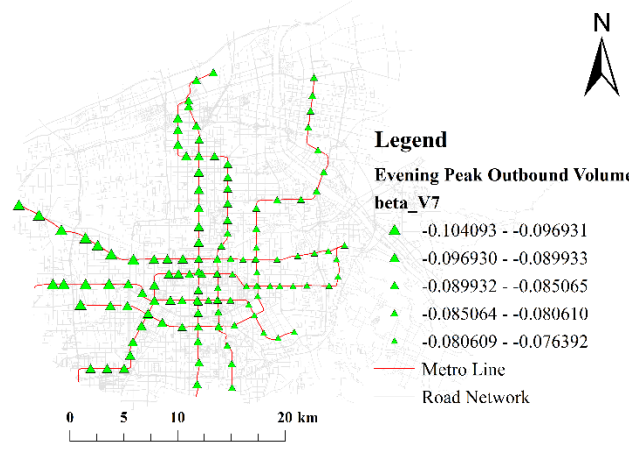 N
Legend
Evening Peak Outbound Volume
beta_V7
-0.104093 - -0.096931
-0.096930 - -0.089933
-0.089932 - -0.085065
-0.085064 - -0.080610
-0.080609 - -0.076392
Metro Line
Road Network
0 5 10 20 km